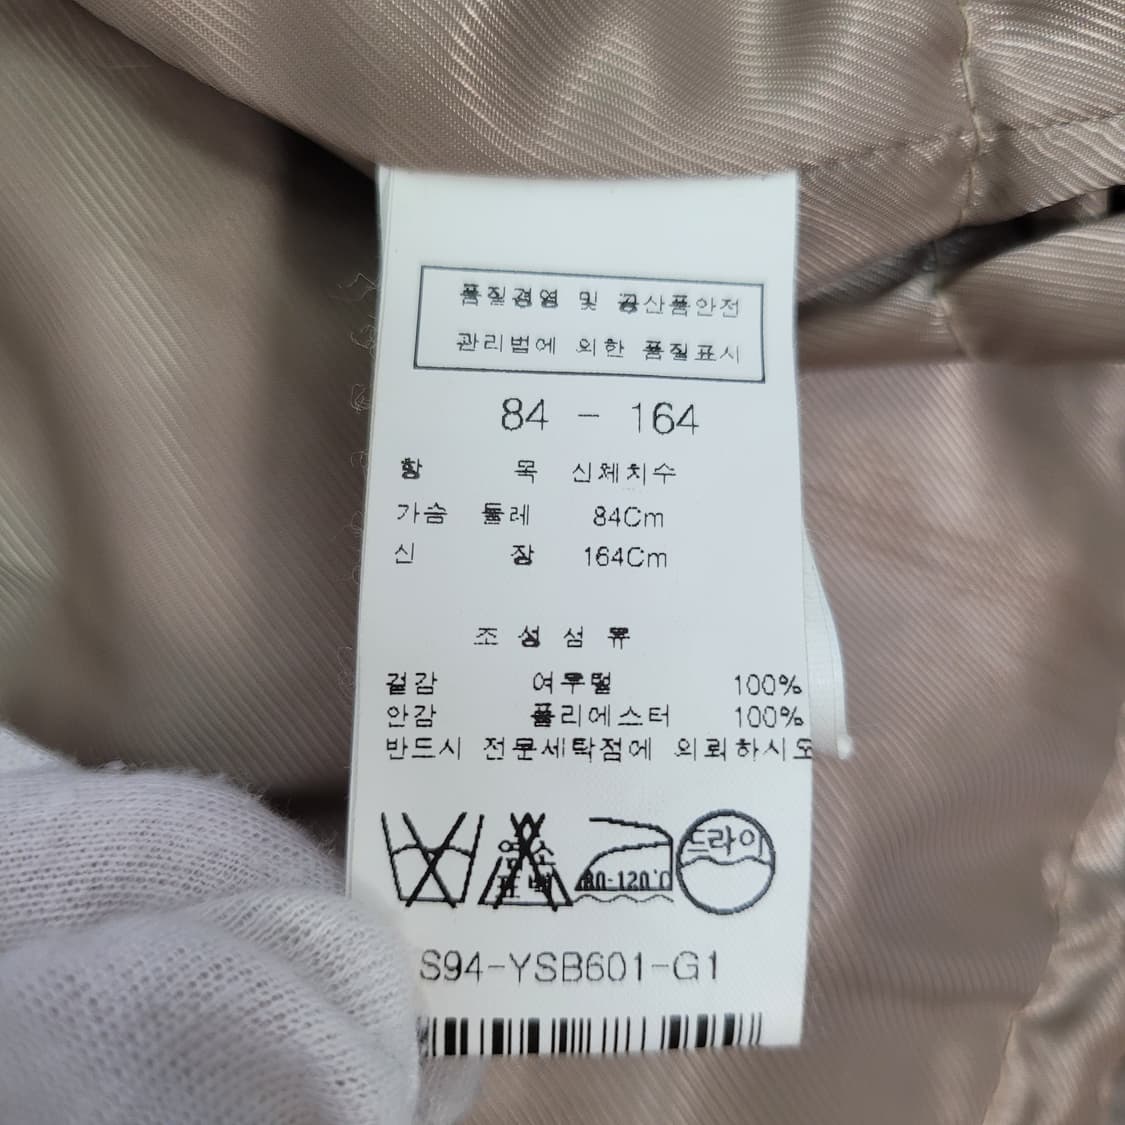 품질경영 및 공산품안전
관리법에 의한 품질표시
84 - 164
항 목 신체치수
가슴 둘레 84Cm
신 장 164Cm
조 성 섬 유
겉감 여우털 100%
안감 폴리에스터 100%
반드시 전문세탁점에 의뢰하시오
염소
표백
80-120℃
드라이
S94-YSB601-G1